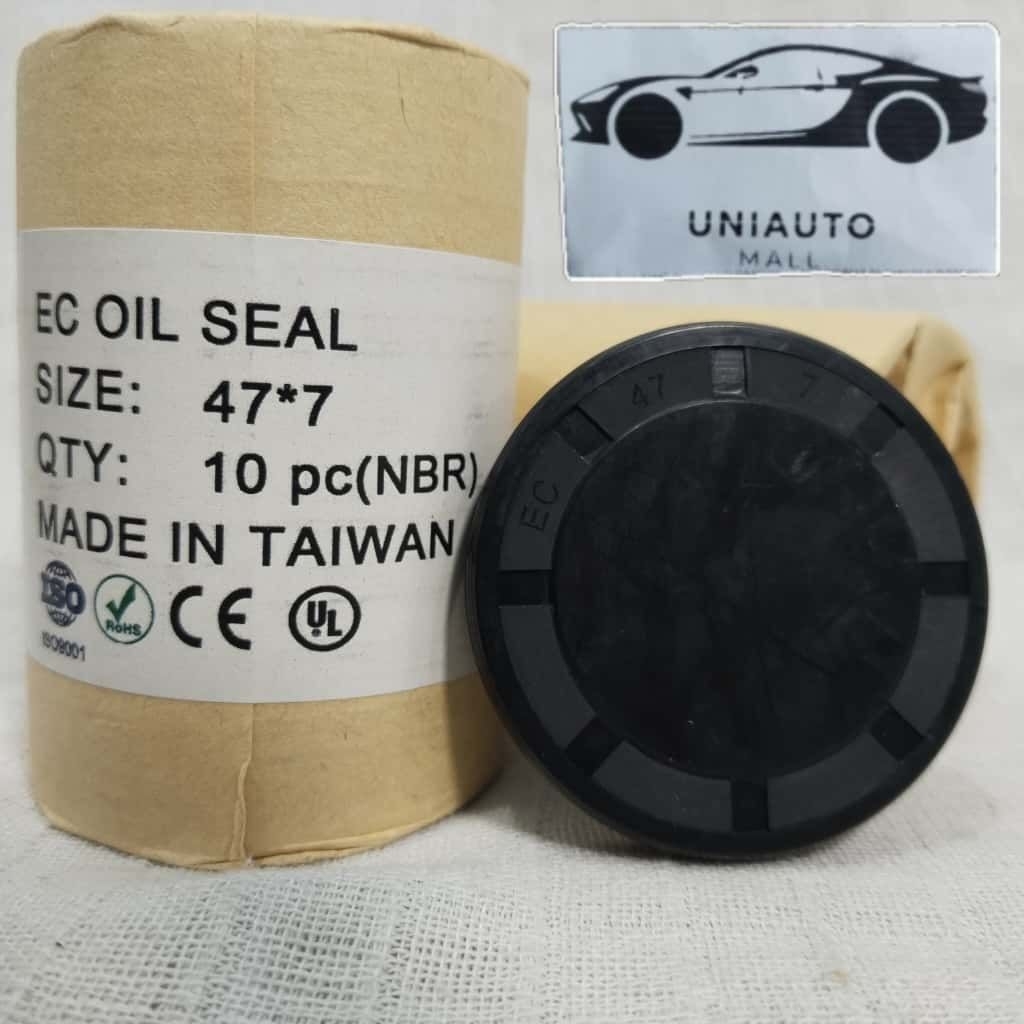 EC OIL SEAL
SIZE: 47*7
QTY: 10 pc(NBR)
MADE IN TAIWAN
ISO RoHS CE UL
ISO9001
UNIAUTO
MALL
EC 47 7